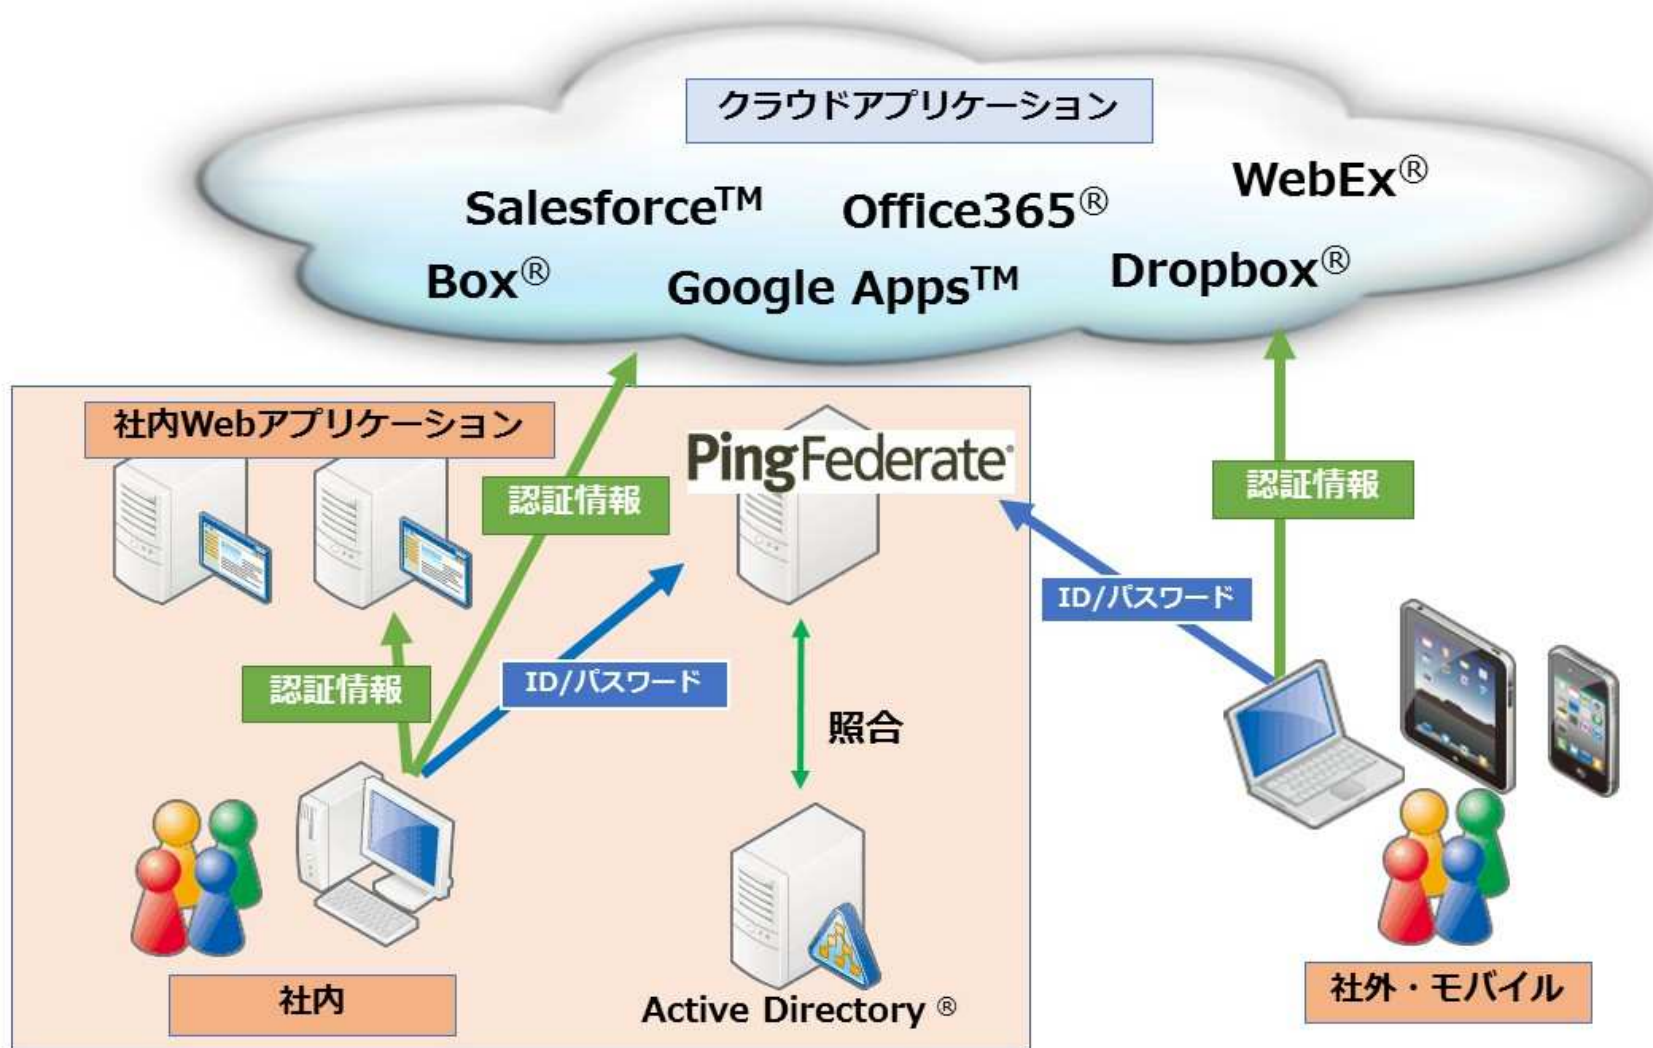 クラウドアプリケーション
Salesforce™
Office365®
WebEx®
Box®
Google Apps™
Dropbox®
社内Webアプリケーション
PingFederate®
認証情報
認証情報
ID/パスワード
認証情報
ID/パスワード
照合
社内
Active Directory ®
社外・モバイル